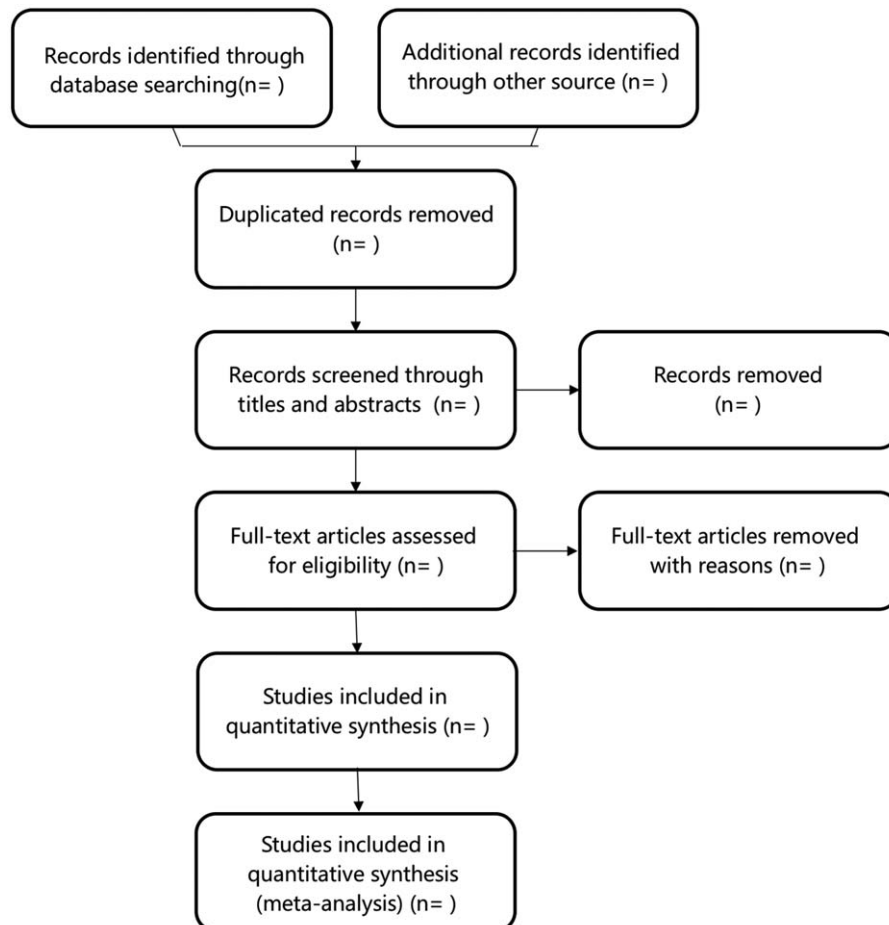 Records identified through
database searching(n= )
Additional records identified
through other source (n= )
Duplicated records removed
(n= )
Records screened through
titles and abstracts (n= )
Records removed
(n= )
Full-text articles assessed
for eligibility (n= )
Full-text articles removed
with reasons (n= )
Studies included in
quantitative synthesis (n= )
Studies included in
quantitative synthesis
(meta-analysis) (n= )